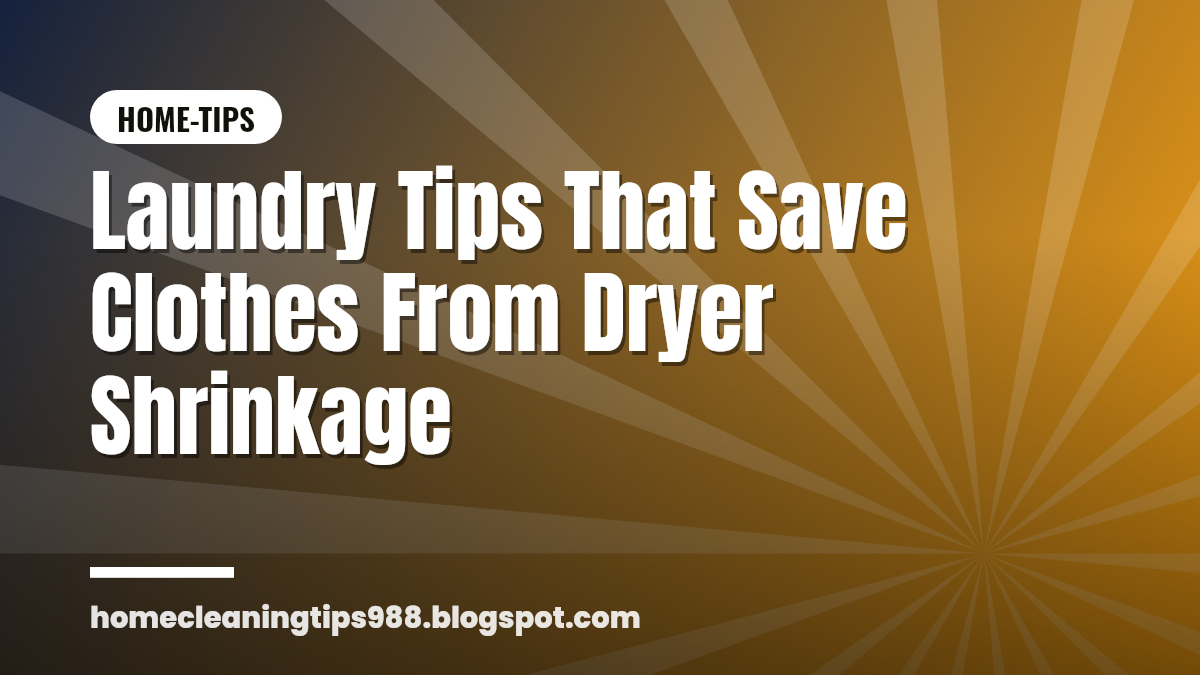 HOME-TIPS
Laundry Tips That Save
Clothes From Dryer
Shrinkage
homecleaningtips988.blogspot.com